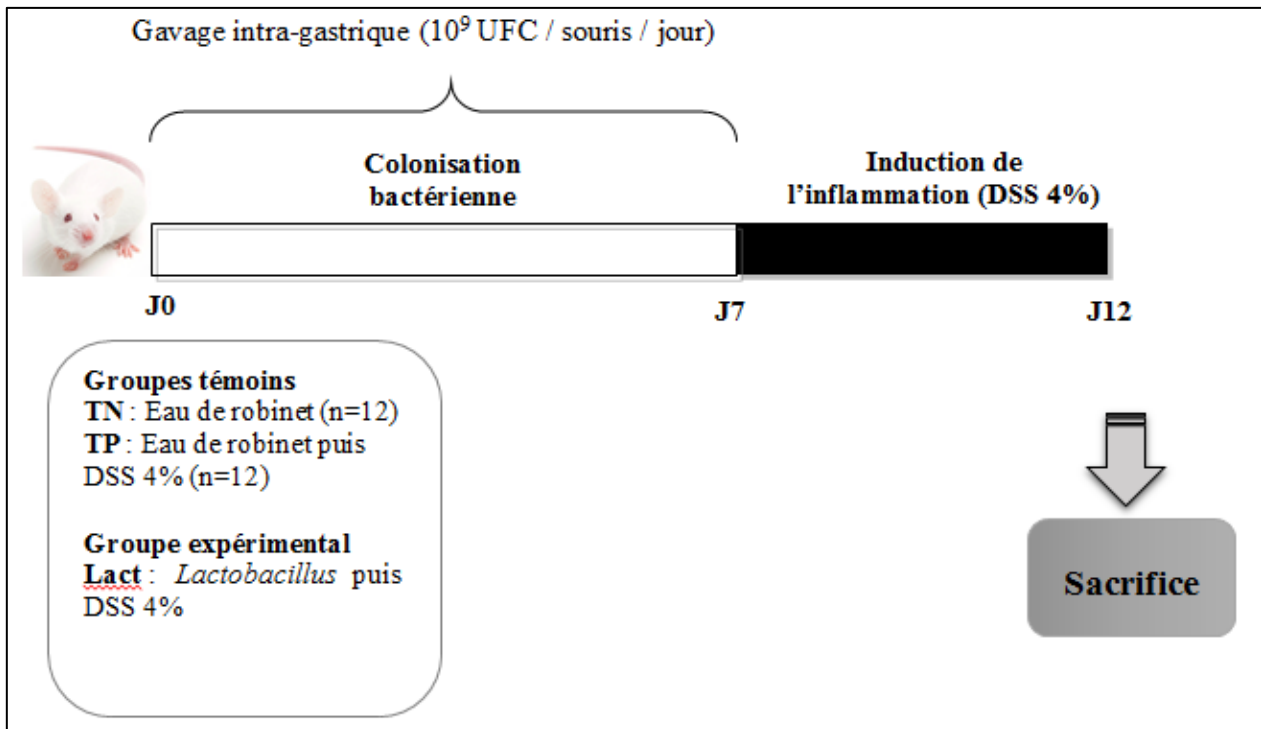 Gavage intra-gastrique (10⁹ UFC / souris / jour)
Colonisation
bactérienne
Induction de
l’inflammation (DSS 4%)
J0
J7
J12
Groupes témoins
TN : Eau de robinet (n=12)
TP : Eau de robinet puis
DSS 4% (n=12)
Groupe expérimental
Lact : Lactobacillus puis
DSS 4%
Sacrifice